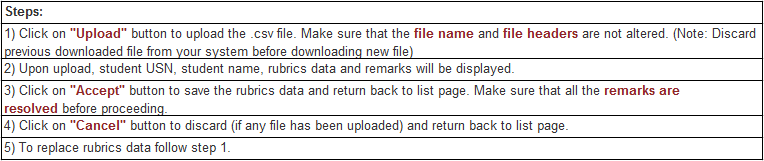 Steps:
1) Click on "Upload" button to upload the .csv file. Make sure that the file name and file headers are not altered. (Note: Discard
previous downloaded file from your system before downloading new file)
2) Upon upload, student USN, student name, rubrics data and remarks will be displayed.
3) Click on "Accept" button to save the rubrics data and return back to list page. Make sure that all the remarks are
resolved before proceeding.
4) Click on "Cancel" button to discard (if any file has been uploaded) and return back to list page.
5) To replace rubrics data follow step 1.